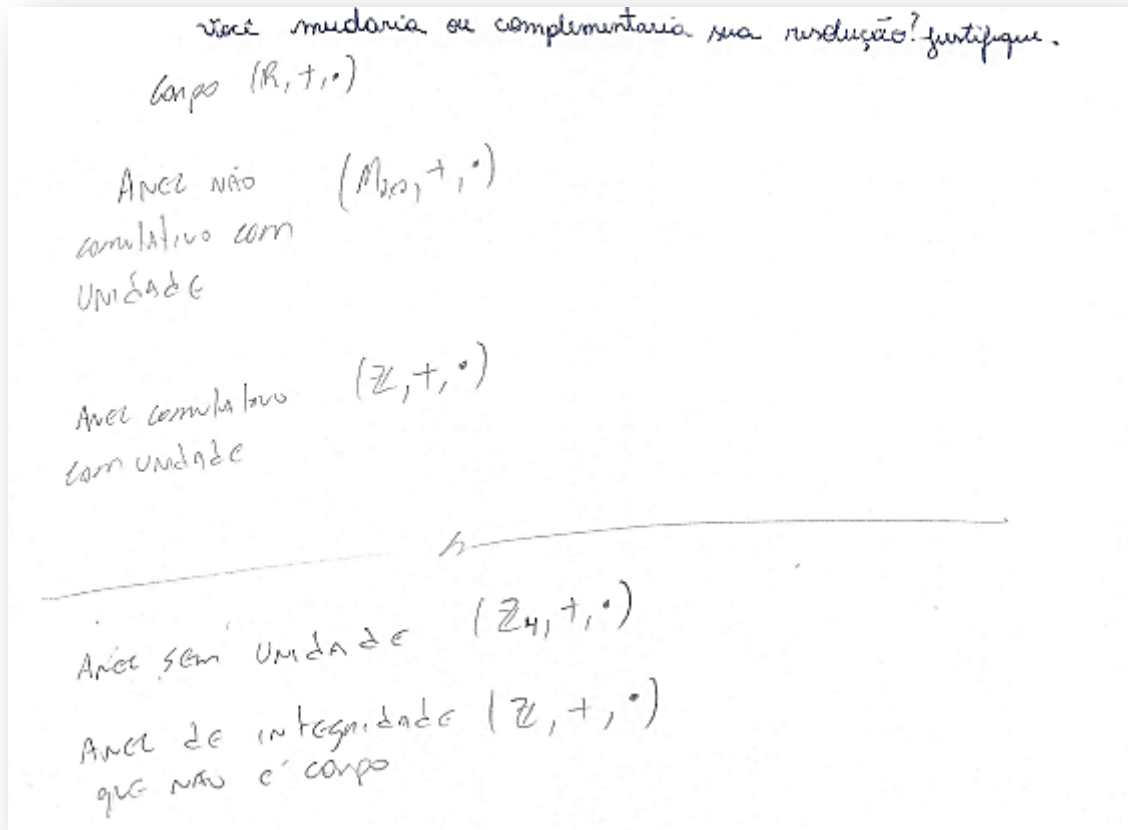 você mudaria ou complementaria sua resolução? Justifique.
Corpo (R, +, •)
Anel não (M₂ₓ₂, +, •)
comutativo com
unidade
Anel comutativo (ℤ, +, •)
com unidade
Anel sem unidade (ℤ₄, +, •)
Anel de integridade (ℤ, +, •)
que não é corpo